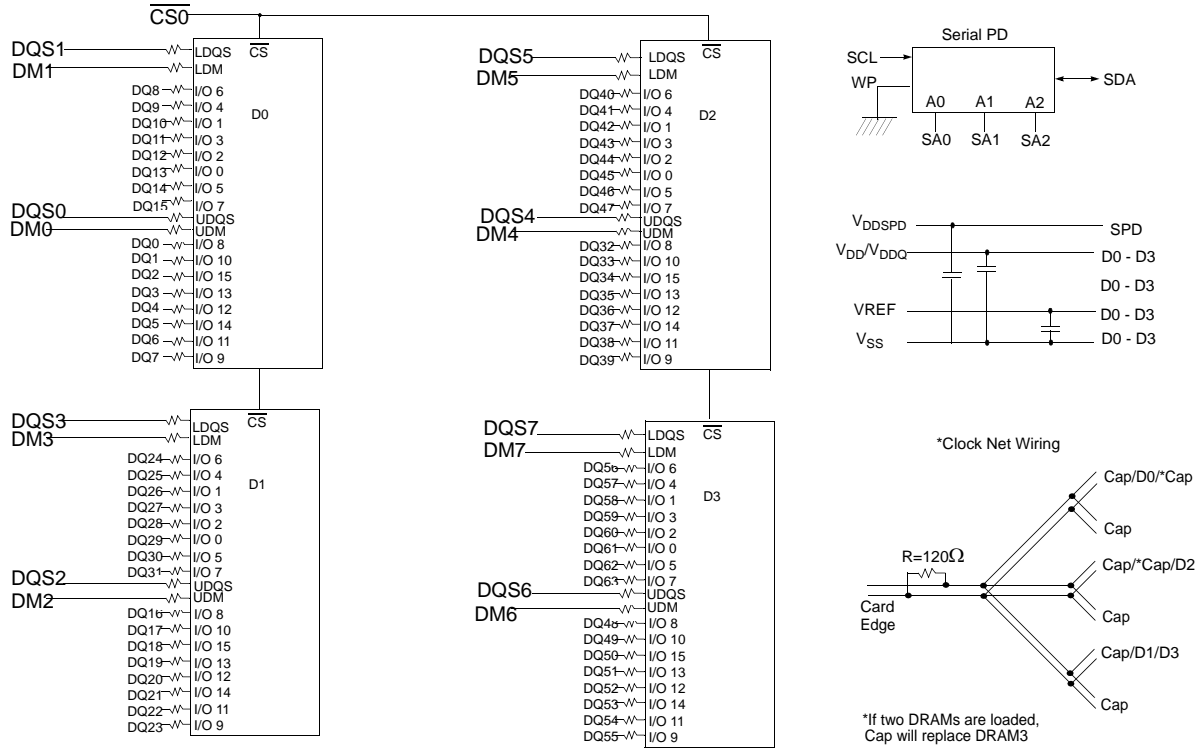 CS0
DQS1
DM1
LDQS
LDM
CS
D0
DQ8 I/O 6
DQ9 I/O 4
DQ10 I/O 1
DQ11 I/O 3
DQ12 I/O 2
DQ13 I/O 0
DQ14 I/O 5
DQ15 I/O 7
DQS0
DM0
UDQS
UDM
DQ0 I/O 8
DQ1 I/O 10
DQ2 I/O 15
DQ3 I/O 13
DQ4 I/O 12
DQ5 I/O 14
DQ6 I/O 11
DQ7 I/O 9
DQS3
DM3
LDQS
LDM
CS
D1
DQ24 I/O 6
DQ25 I/O 4
DQ26 I/O 1
DQ27 I/O 3
DQ28 I/O 2
DQ29 I/O 0
DQ30 I/O 5
DQ31 I/O 7
DQS2
DM2
UDQS
UDM
DQ16 I/O 8
DQ17 I/O 10
DQ18 I/O 15
DQ19 I/O 13
DQ20 I/O 12
DQ21 I/O 14
DQ22 I/O 11
DQ23 I/O 9
DQS5
DM5
LDQS
LDM
CS
D2
DQ40 I/O 6
DQ41 I/O 4
DQ42 I/O 1
DQ43 I/O 3
DQ44 I/O 2
DQ45 I/O 0
DQ46 I/O 5
DQ47 I/O 7
DQS4
DM4
UDQS
UDM
DQ32 I/O 8
DQ33 I/O 10
DQ34 I/O 15
DQ35 I/O 13
DQ36 I/O 12
DQ37 I/O 14
DQ38 I/O 11
DQ39 I/O 9
DQS7
DM7
LDQS
LDM
CS
D3
DQ56 I/O 6
DQ57 I/O 4
DQ58 I/O 1
DQ59 I/O 3
DQ60 I/O 2
DQ61 I/O 0
DQ62 I/O 5
DQ63 I/O 7
DQS6
DM6
UDQS
UDM
DQ48 I/O 8
DQ49 I/O 10
DQ50 I/O 15
DQ51 I/O 13
DQ52 I/O 12
DQ53 I/O 14
DQ54 I/O 11
DQ55 I/O 9
Serial PD
SCL
WP
SDA
A0 A1 A2
SA0 SA1 SA2
VDDSPD SPD
VDD/VDDQ D0 - D3
D0 - D3
VREF D0 - D3
VSS D0 - D3
*Clock Net Wiring
Cap/D0/*Cap
Cap
R=120Ω
Cap/*Cap/D2
Card
Edge
Cap
Cap/D1/D3
Cap
*If two DRAMs are loaded,
Cap will replace DRAM3